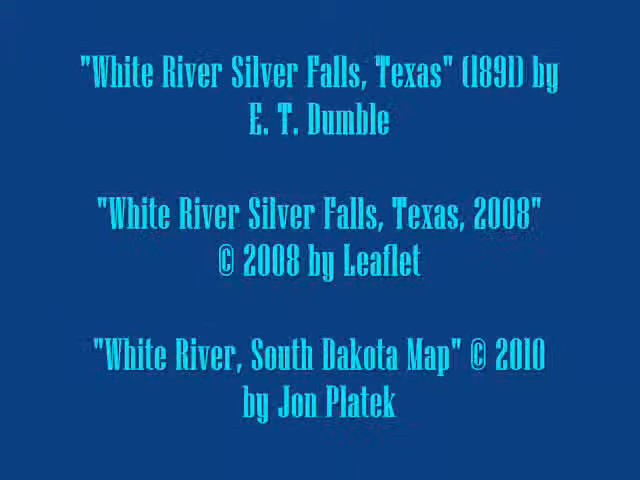 "White River Silver Falls, Texas" (1891) by
E. T. Dumble
"White River Silver Falls, Texas, 2008"
© 2008 by Leaflet
"White River, South Dakota Map" © 2010
by Jon Platek